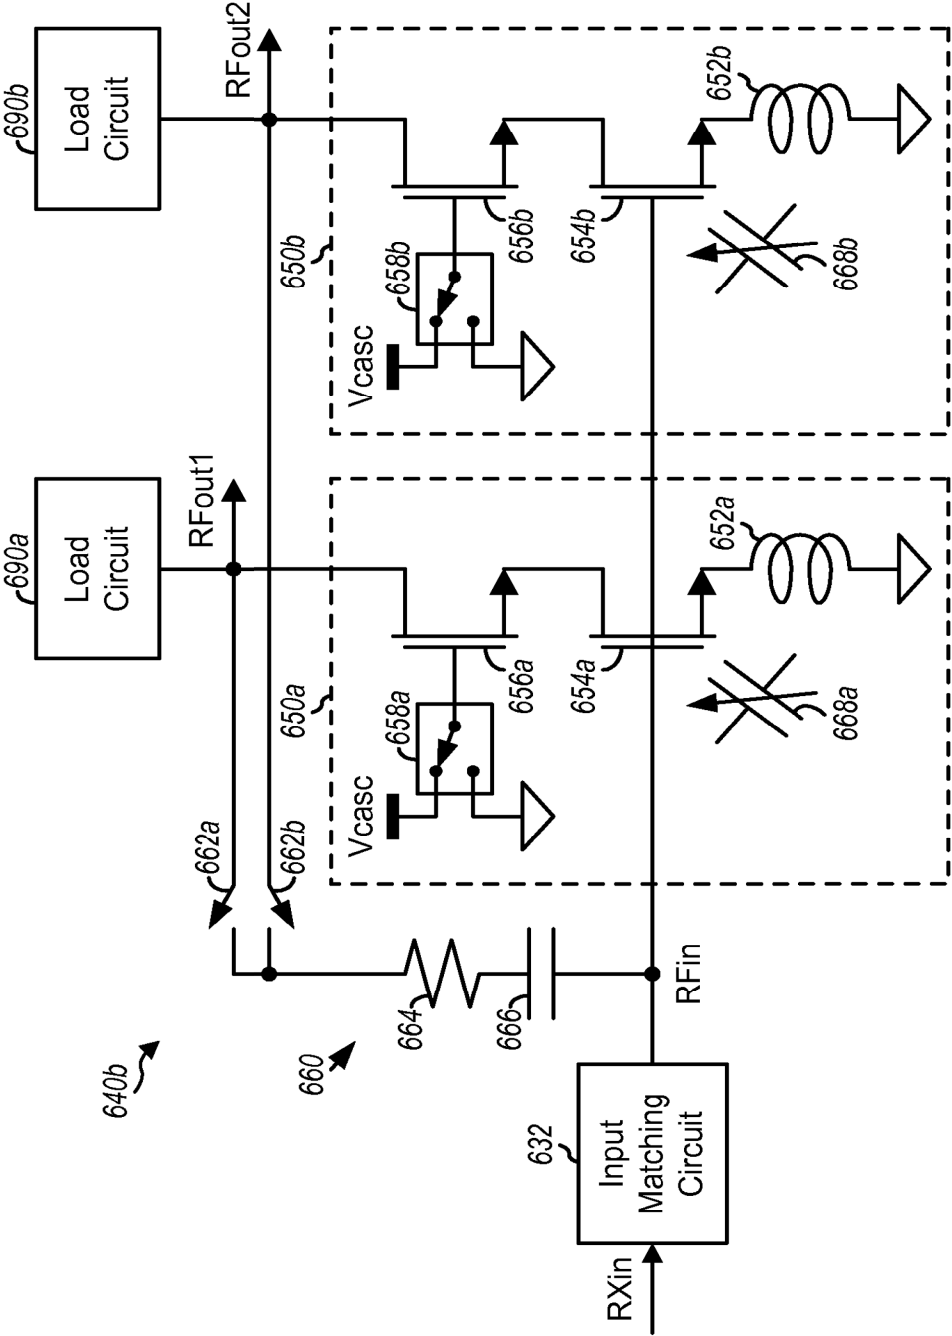 640b
690a
Load
Circuit
690b
Load
Circuit
RFout1
RFout2
662a
662b
660
664
666
650a
Vcasc
658a
656a
654a
668a
652a
650b
Vcasc
658b
656b
654b
668b
652b
RXin
632
Input
Matching
Circuit
RFin